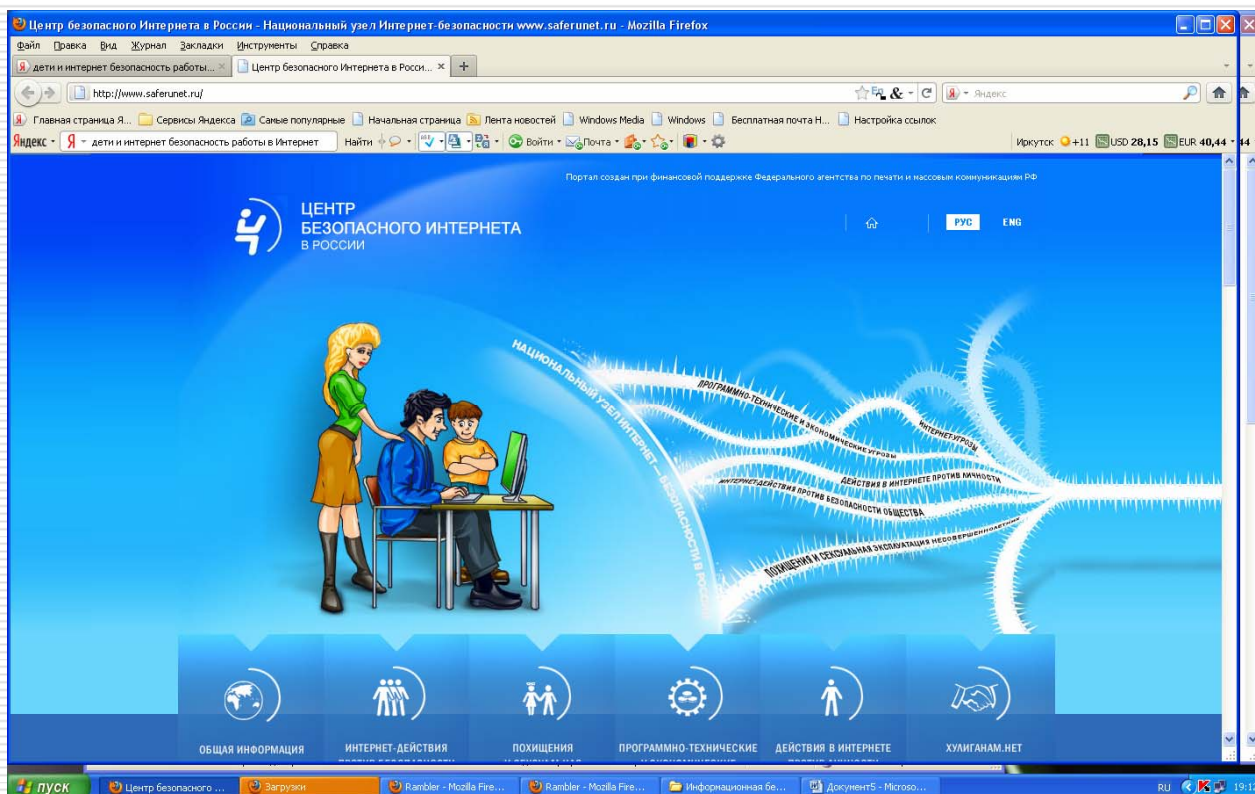 Центр безопасного Интернета в России - Национальный узел Интернет-безопасности www.saferunet.ru - Mozilla Firefox
Файл Правка Вид Журнал Закладки Инструменты Справка
дети и интернет безопасность работы... Центр безопасного Интернета в Росси...
http://www.saferunet.ru/ Яндекс
Главная страница Я... Сервисы Яндекса Самые популярные Начальная страница Лента новостей Windows Media Windows Бесплатная почта Н... Настройка ссылок
Яндекс дети и интернет безопасность работы в Интернет Найти Войти Почта Иркутск +11 USD 28,15 EUR 40,44 44
Портал создан при финансовой поддержке Федерального агентства по печати и массовым коммуникациям РФ
ЦЕНТР
БЕЗОПАСНОГО ИНТЕРНЕТА
В РОССИИ
РУС ENG
НАЦИОНАЛЬНЫЙ УЗЕЛ ИНТЕРНЕТ—БЕЗОПАСНОСТИ В РОССИИ
ПРОГРАММНО-ТЕХНИЧЕСКИЕ И ЭКОНОМИЧЕСКИЕ УГРОЗЫ
ИНТЕРНЕТ-УГРОЗЫ
ДЕЙСТВИЯ В ИНТЕРНЕТЕ ПРОТИВ ЛИЧНОСТИ
ИНТЕРНЕТ-ДЕЙСТВИЯ ПРОТИВ БЕЗОПАСНОСТИ ОБЩЕСТВА
ПОХИЩЕНИЯ И СЕКСУАЛЬНАЯ ЭКСПЛУАТАЦИЯ НЕСОВЕРШЕННОЛЕТНИХ
ОБЩАЯ ИНФОРМАЦИЯ ИНТЕРНЕТ-ДЕЙСТВИЯ ПОХИЩЕНИЯ ПРОГРАММНО-ТЕХНИЧЕСКИЕ ДЕЙСТВИЯ В ИНТЕРНЕТЕ ХУЛИГАНАМ.НЕТ
пуск Центр безопасного ... Загрузки Rambler - Mozilla Fire... Rambler - Mozilla Fire... Информационная бе... Документ5 - Microso... RU